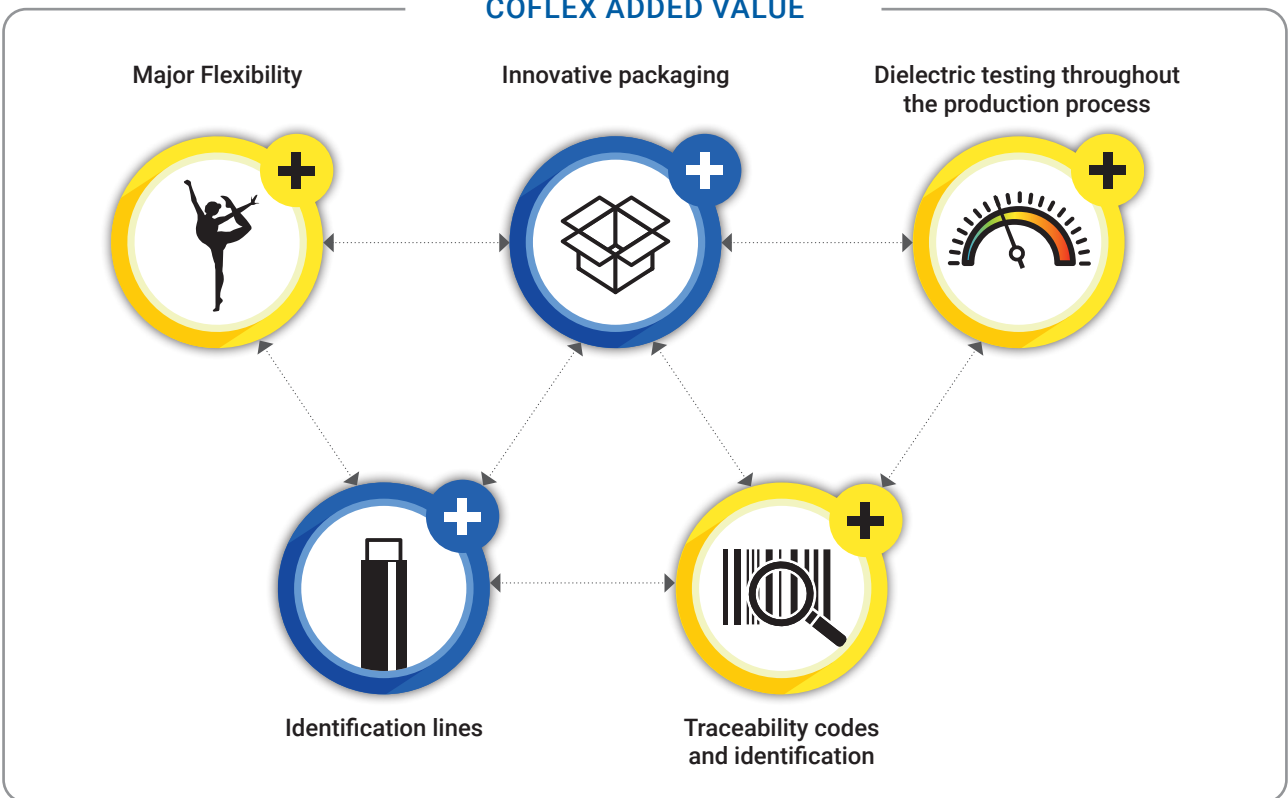 COFLEX ADDED VALUE
Major Flexibility
Innovative packaging
Dielectric testing throughout
the production process
Identification lines
Traceability codes
and identification